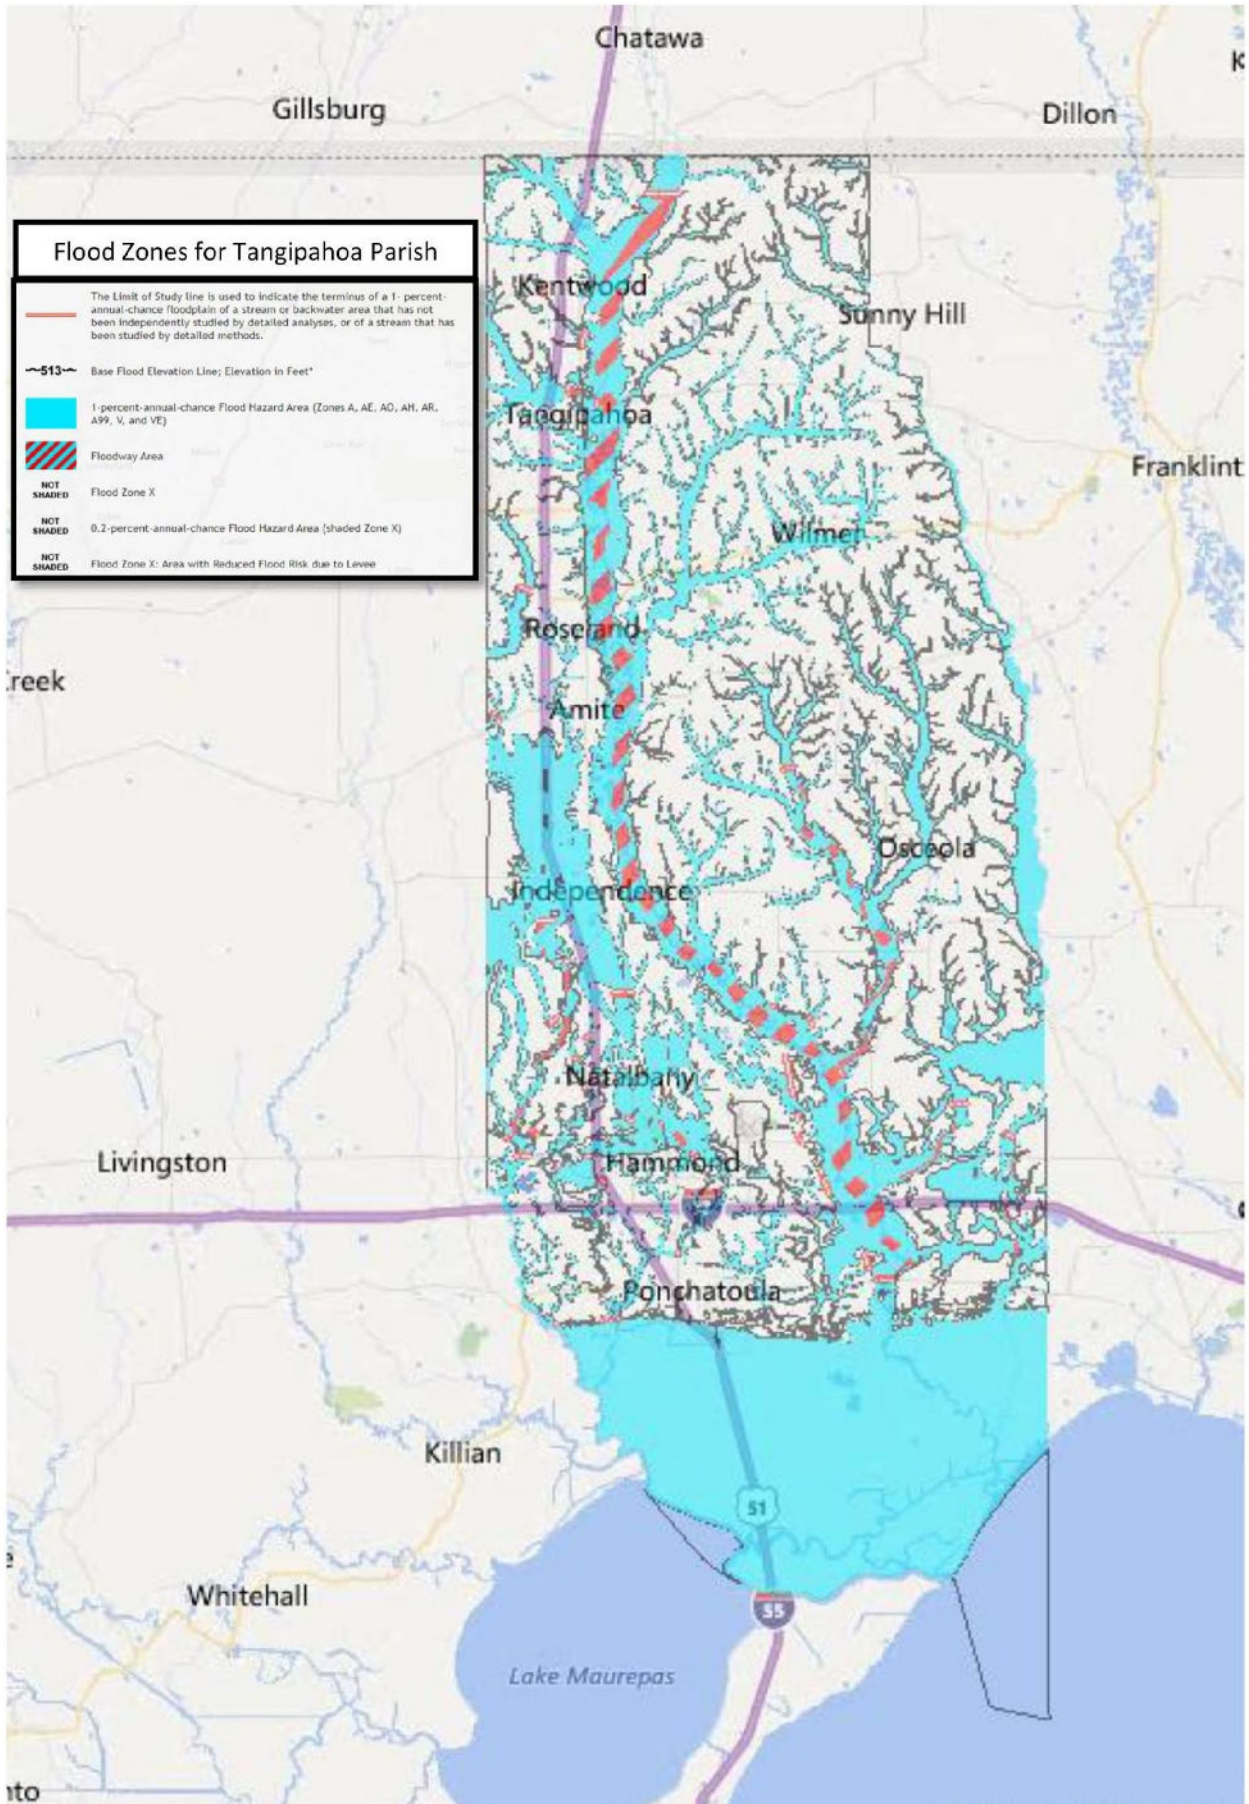 Chatawa
Gillsburg
Dillon
Flood Zones for Tangipahoa Parish
The Limit of Study line is used to indicate the terminus of a 1- percent-
annual-chance floodplain of a stream or backwater area that has not
been independently studied by detailed analyses, or of a stream that has
been studied by detailed methods.
513
Base Flood Elevation Line; Elevation in Feet*
1-percent-annual-chance Flood Hazard Area (Zones A, AE, AO, AH, AR,
A99, V, and VE)
Floodway Area
NOT
SHADED
Flood Zone X
NOT
SHADED
0.2-percent-annual-chance Flood Hazard Area (shaded Zone X)
NOT
SHADED
Flood Zone X: Area with Reduced Flood Risk due to Levee
Kentwood
Sunny Hill
Tangipahoa
Franklint
Wilmer
Roseland
reek
Amite
Osceola
Independence
Natalbany
Livingston
Hammond
Ponchatoula
Killian
51
Whitehall
55
Lake Maurepas
nto